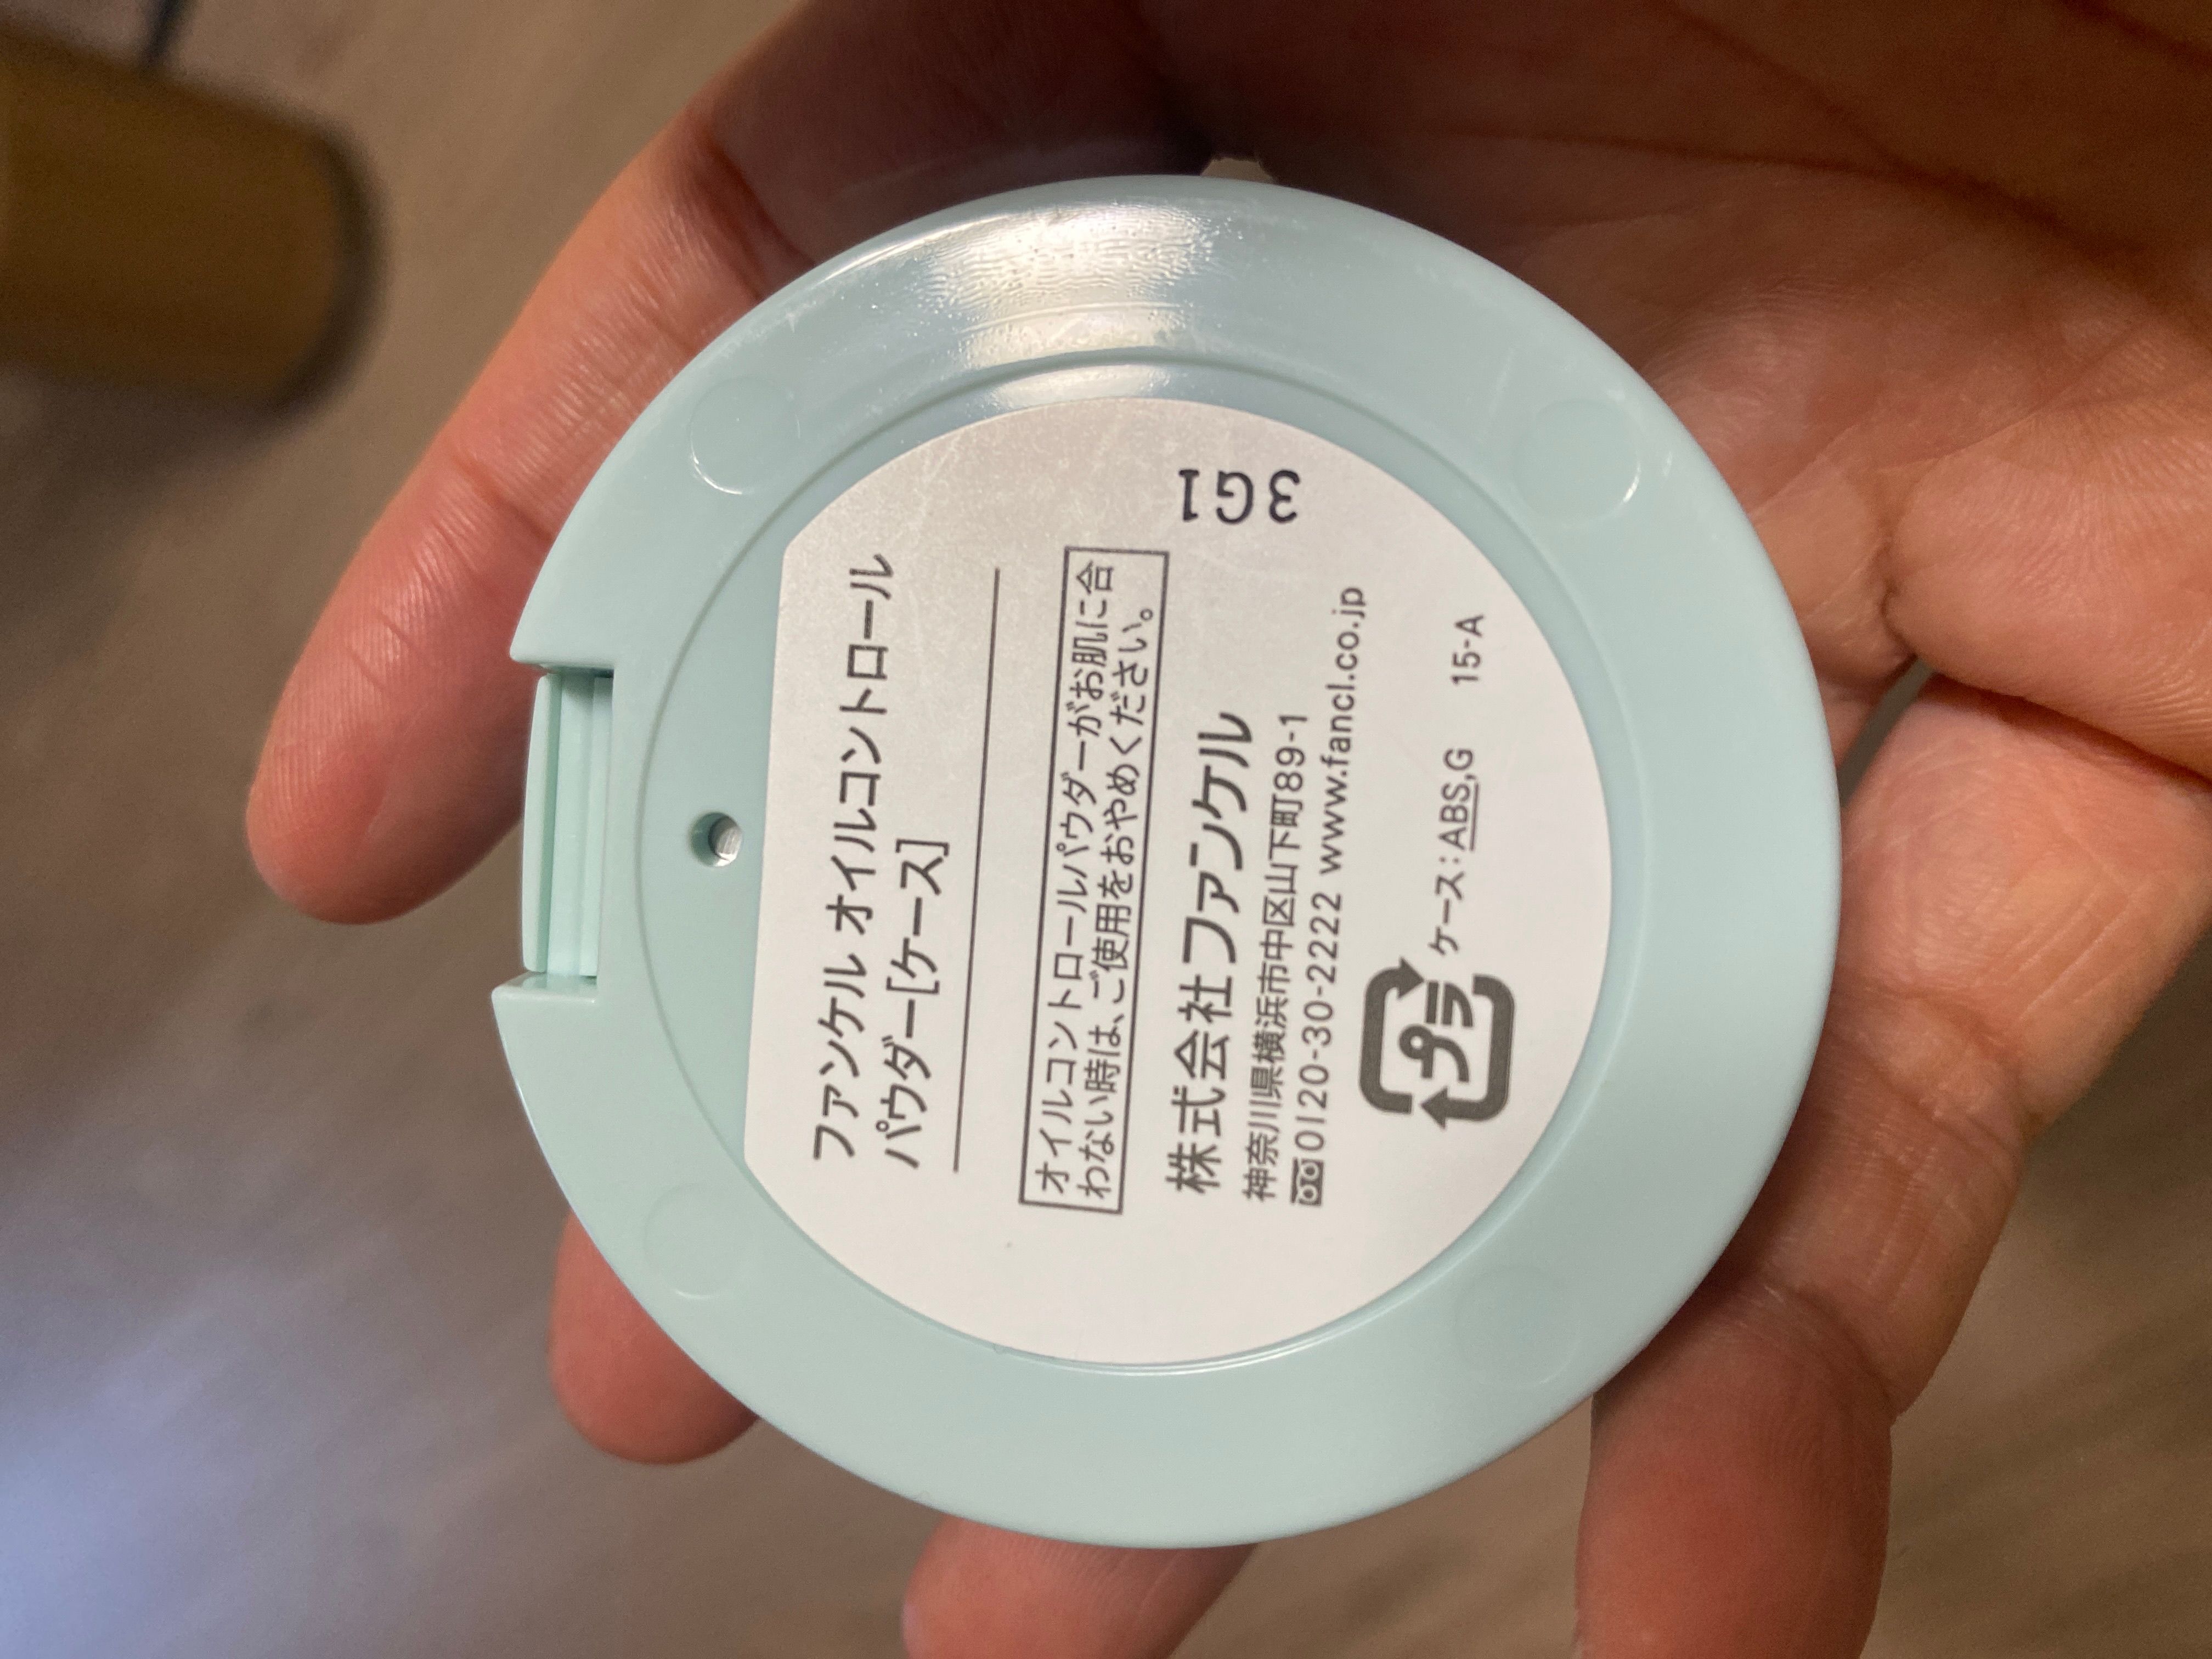 ファンケル オイルコントロール
パウダー[ケース]
オイルコントロールパウダーがお肌に合
わない時は、ご使用をおやめください。
3G1
株式会社ファンケル
神奈川県横浜市中区山下町89-1
0120-30-2222 www.fancl.co.jp
プラ ケース：ABS,G 15-A